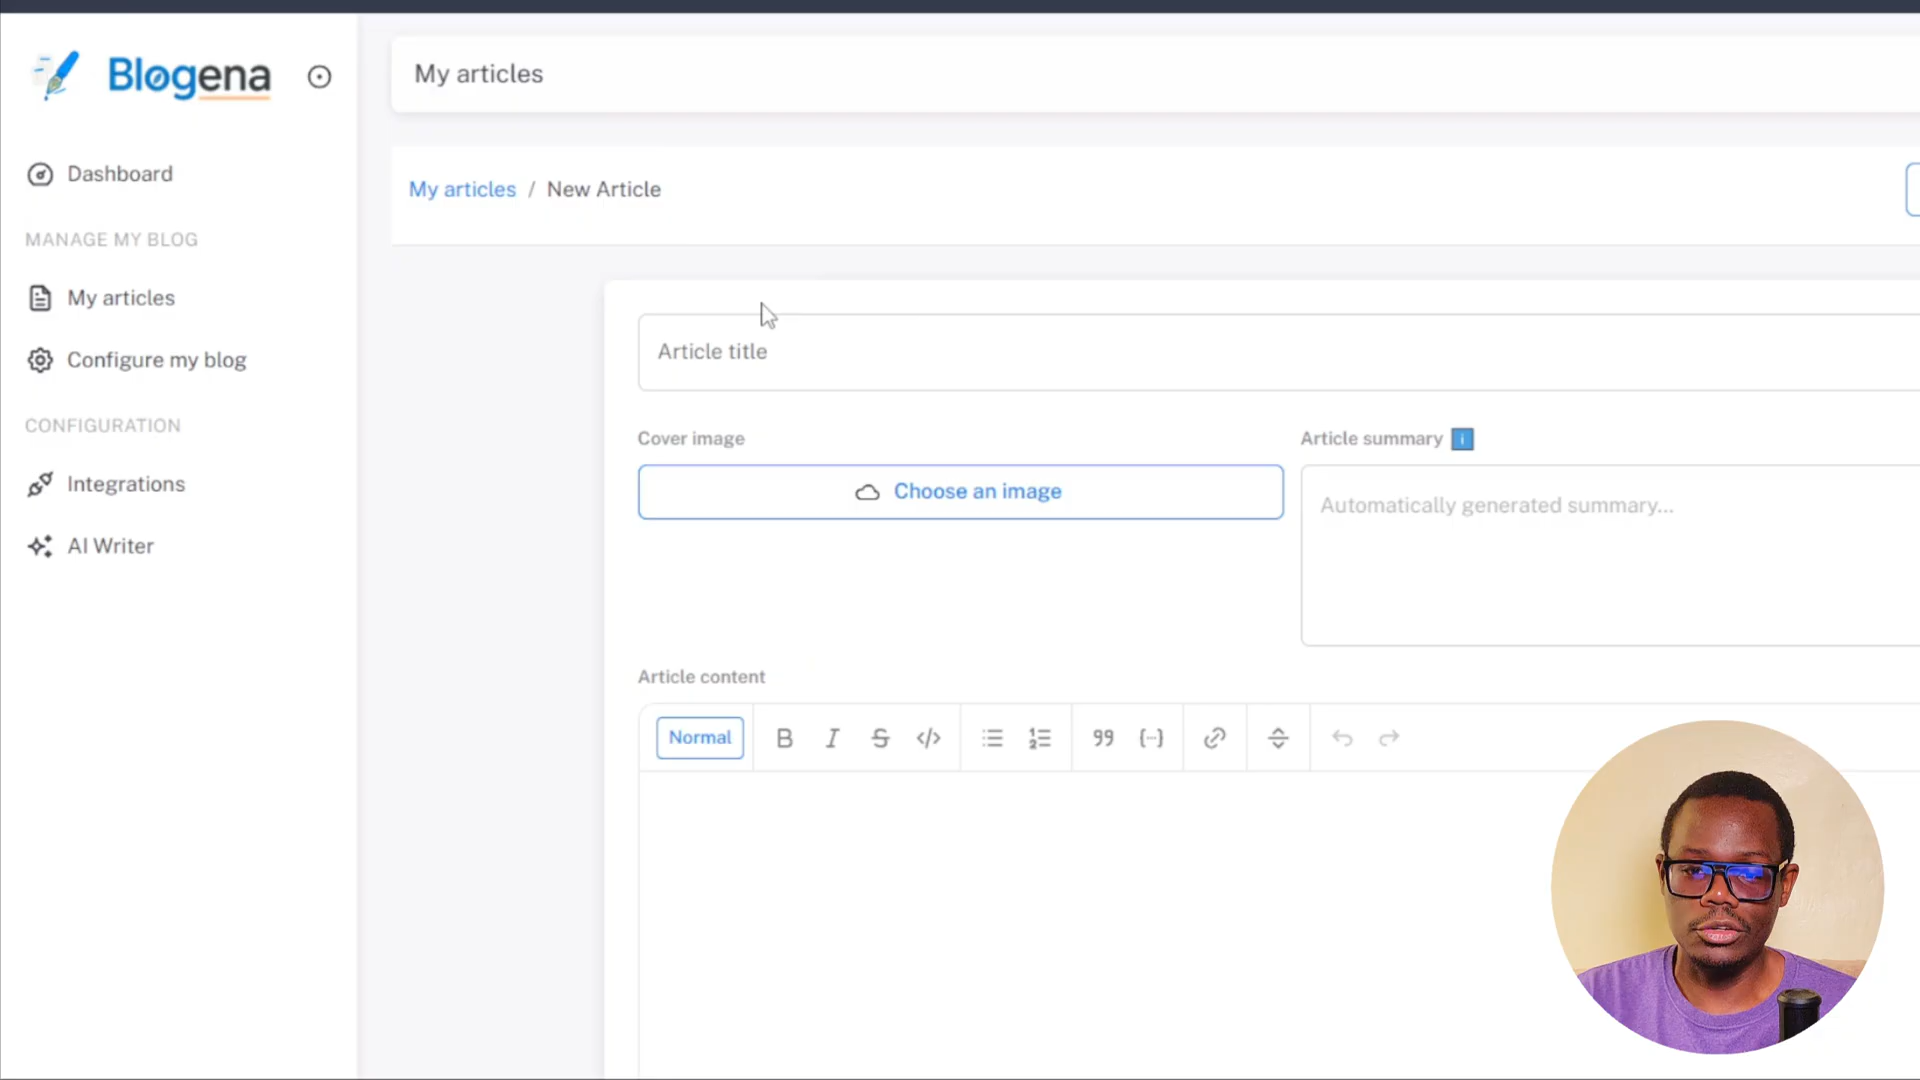 Blogena
My articles
Dashboard
My articles / New Article
MANAGE MY BLOG
My articles
Configure my blog
CONFIGURATION
Integrations
AI Writer
Article title
Cover image
Choose an image
Article summary i
Automatically generated summary...
Article content
Normal B I S </> 99 {--}